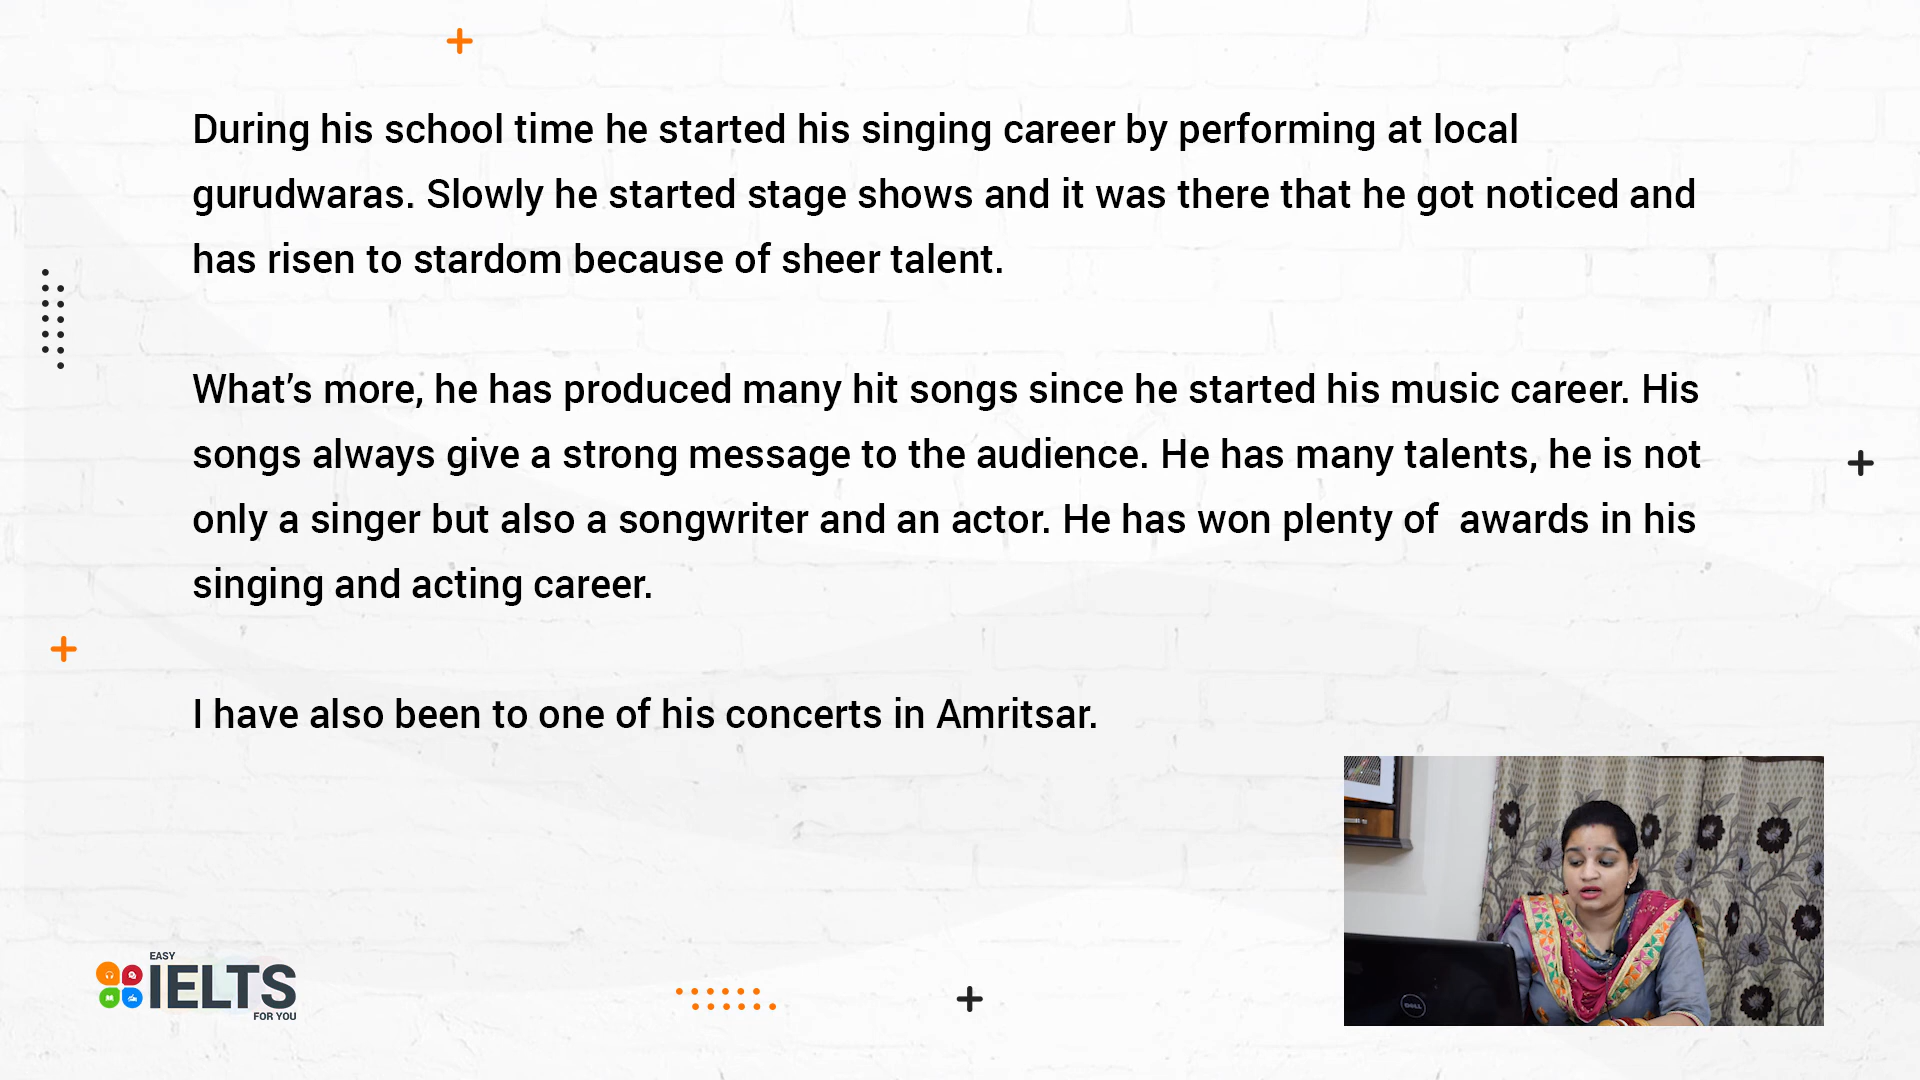 During his school time he started his singing career by performing at local
gurudwaras. Slowly he started stage shows and it was there that he got noticed and
has risen to stardom because of sheer talent.
What’s more, he has produced many hit songs since he started his music career. His
songs always give a strong message to the audience. He has many talents, he is not
only a singer but also a songwriter and an actor. He has won plenty of  awards in his
singing and acting career.
I have also been to one of his concerts in Amritsar.
EASY
IELTS
FOR YOU
DELL